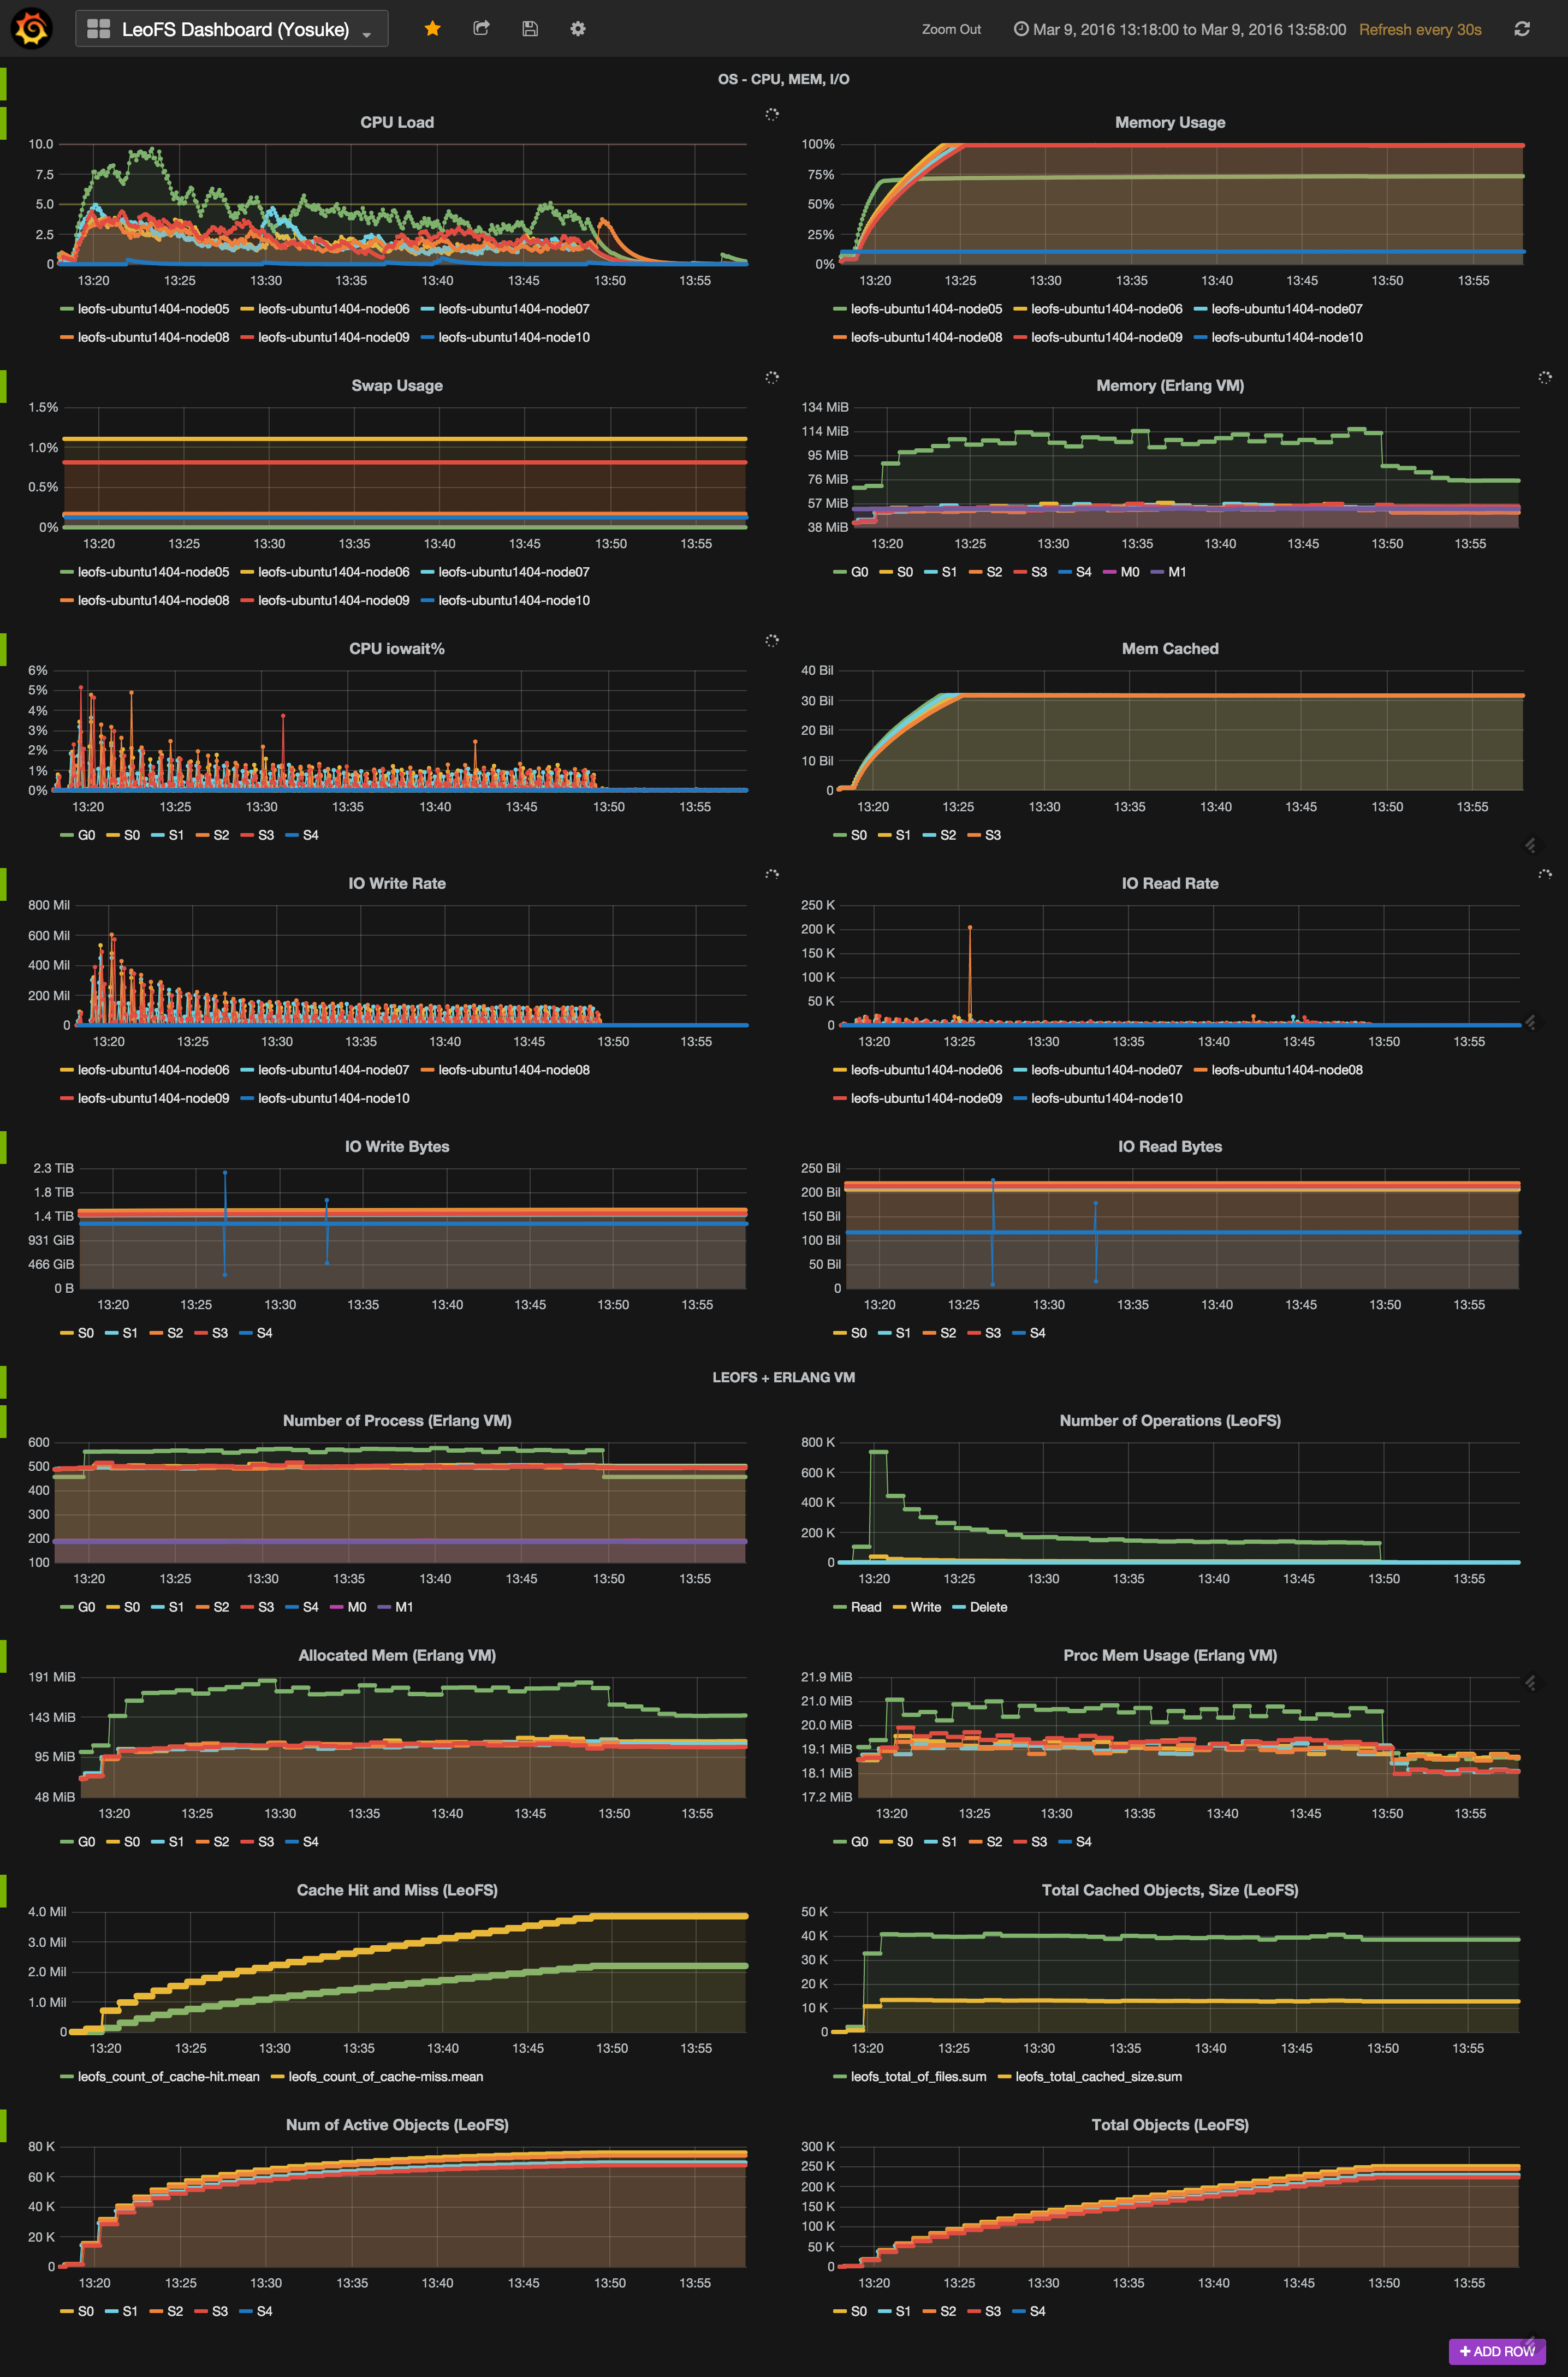 LeoFS Dashboard (Yosuke)
Zoom Out
Mar 9, 2016 13:18:00 to Mar 9, 2016 13:58:00
Refresh every 30s
OS - CPU, MEM, I/O
CPU Load
10.0
7.5
5.0
2.5
0
13:20 13:25 13:30 13:35 13:40 13:45 13:50 13:55
leofs-ubuntu1404-node05 leofs-ubuntu1404-node06 leofs-ubuntu1404-node07
leofs-ubuntu1404-node08 leofs-ubuntu1404-node09 leofs-ubuntu1404-node10
Memory Usage
100%
75%
50%
25%
0%
13:20 13:25 13:30 13:35 13:40 13:45 13:50 13:55
leofs-ubuntu1404-node05 leofs-ubuntu1404-node06 leofs-ubuntu1404-node07
leofs-ubuntu1404-node08 leofs-ubuntu1404-node09 leofs-ubuntu1404-node10
Swap Usage
1.5%
1.0%
0.5%
0%
13:20 13:25 13:30 13:35 13:40 13:45 13:50 13:55
leofs-ubuntu1404-node05 leofs-ubuntu1404-node06 leofs-ubuntu1404-node07
leofs-ubuntu1404-node08 leofs-ubuntu1404-node09 leofs-ubuntu1404-node10
Memory (Erlang VM)
134 MiB
114 MiB
95 MiB
76 MiB
57 MiB
38 MiB
13:20 13:25 13:30 13:35 13:40 13:45 13:50 13:55
G0 S0 S1 S2 S3 S4 M0 M1
CPU iowait%
6%
5%
4%
3%
2%
1%
0%
13:20 13:25 13:30 13:35 13:40 13:45 13:50 13:55
G0 S0 S1 S2 S3 S4
Mem Cached
40 Bil
30 Bil
20 Bil
10 Bil
0
13:20 13:25 13:30 13:35 13:40 13:45 13:50 13:55
S0 S1 S2 S3
IO Write Rate
800 Mil
600 Mil
400 Mil
200 Mil
0
13:20 13:25 13:30 13:35 13:40 13:45 13:50 13:55
leofs-ubuntu1404-node06 leofs-ubuntu1404-node07 leofs-ubuntu1404-node08
leofs-ubuntu1404-node09 leofs-ubuntu1404-node10
IO Read Rate
250 K
200 K
150 K
100 K
50 K
0
13:20 13:25 13:30 13:35 13:40 13:45 13:50 13:55
leofs-ubuntu1404-node06 leofs-ubuntu1404-node07 leofs-ubuntu1404-node08
leofs-ubuntu1404-node09 leofs-ubuntu1404-node10
IO Write Bytes
2.3 TiB
1.8 TiB
1.4 TiB
931 GiB
466 GiB
0 B
13:20 13:25 13:30 13:35 13:40 13:45 13:50 13:55
S0 S1 S2 S3 S4
IO Read Bytes
250 Bil
200 Bil
150 Bil
100 Bil
50 Bil
0
13:20 13:25 13:30 13:35 13:40 13:45 13:50 13:55
S0 S1 S2 S3 S4
LEOFS + ERLANG VM
Number of Process (Erlang VM)
600
500
400
300
200
100
13:20 13:25 13:30 13:35 13:40 13:45 13:50 13:55
G0 S0 S1 S2 S3 S4 M0 M1
Number of Operations (LeoFS)
800 K
600 K
400 K
200 K
0
13:20 13:25 13:30 13:35 13:40 13:45 13:50 13:55
Read Write Delete
Allocated Mem (Erlang VM)
191 MiB
143 MiB
95 MiB
48 MiB
13:20 13:25 13:30 13:35 13:40 13:45 13:50 13:55
G0 S0 S1 S2 S3 S4
Proc Mem Usage (Erlang VM)
21.9 MiB
21.0 MiB
20.0 MiB
19.1 MiB
18.1 MiB
17.2 MiB
13:20 13:25 13:30 13:35 13:40 13:45 13:50 13:55
G0 S0 S1 S2 S3 S4
Cache Hit and Miss (LeoFS)
4.0 Mil
3.0 Mil
2.0 Mil
1.0 Mil
0
13:20 13:25 13:30 13:35 13:40 13:45 13:50 13:55
leofs_count_of_cache-hit.mean leofs_count_of_cache-miss.mean
Total Cached Objects, Size (LeoFS)
50 K
40 K
30 K
20 K
10 K
0
13:20 13:25 13:30 13:35 13:40 13:45 13:50 13:55
leofs_total_of_files.sum leofs_total_cached_size.sum
Num of Active Objects (LeoFS)
80 K
60 K
40 K
20 K
0
13:20 13:25 13:30 13:35 13:40 13:45 13:50 13:55
S0 S1 S2 S3 S4
Total Objects (LeoFS)
300 K
250 K
200 K
150 K
100 K
50 K
0
13:20 13:25 13:30 13:35 13:40 13:45 13:50 13:55
S0 S1 S2 S3 S4
+ ADD ROW